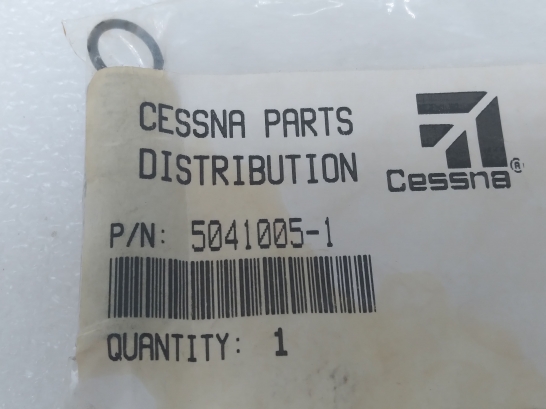 CESSNA PARTS
DISTRIBUTION
Cessna®
P/N: 5041005-1
QUANTITY: 1